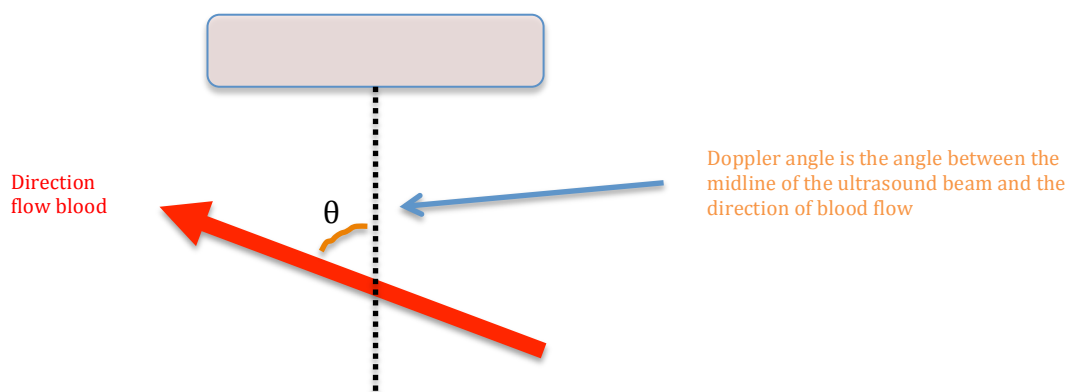 Direction
flow blood
θ
Doppler angle is the angle between the
midline of the ultrasound beam and the
direction of blood flow